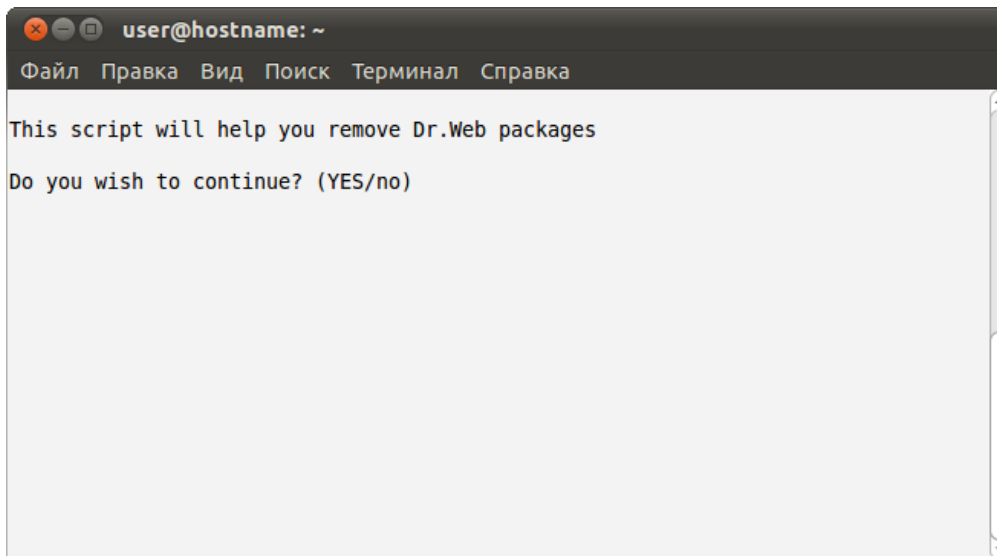 user@hostname: ~
Файл Правка Вид Поиск Терминал Справка
This script will help you remove Dr.Web packages
Do you wish to continue? (YES/no)